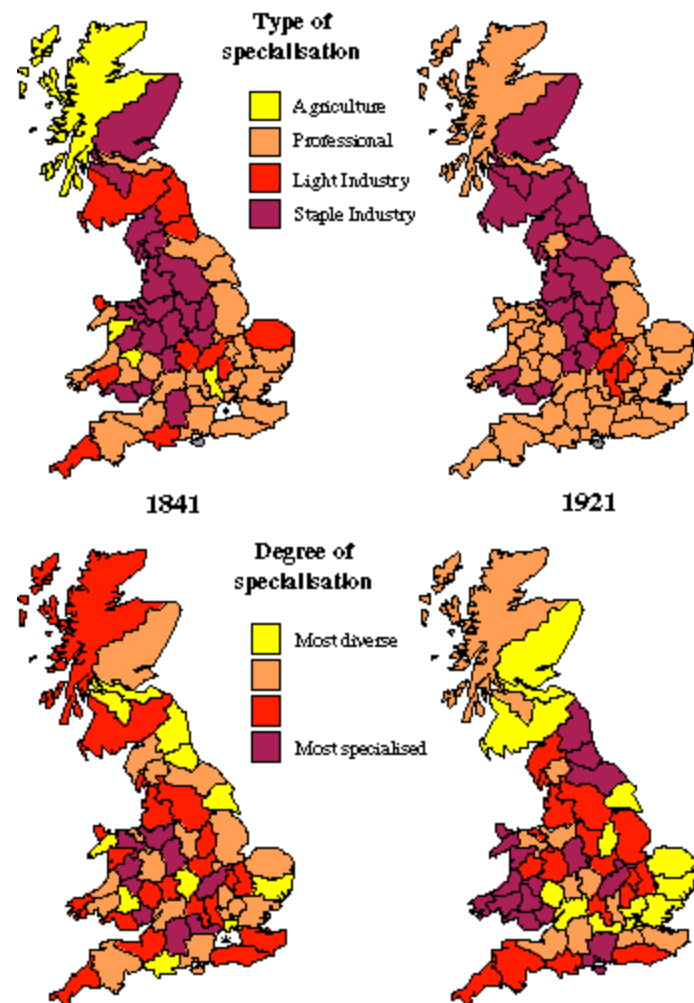 Type of
specialisation
Agriculture
Professional
Light Industry
Staple Industry
1841
1921
Degree of
specialisation
Most diverse
Most specialised